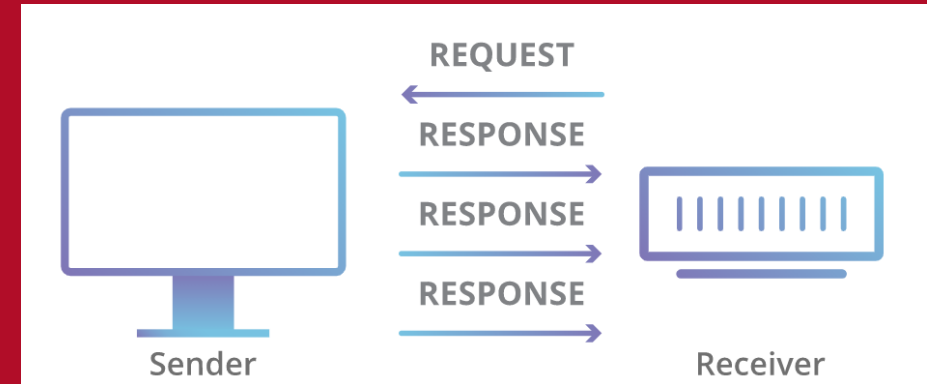 REQUEST
RESPONSE
RESPONSE
RESPONSE
Sender
Receiver